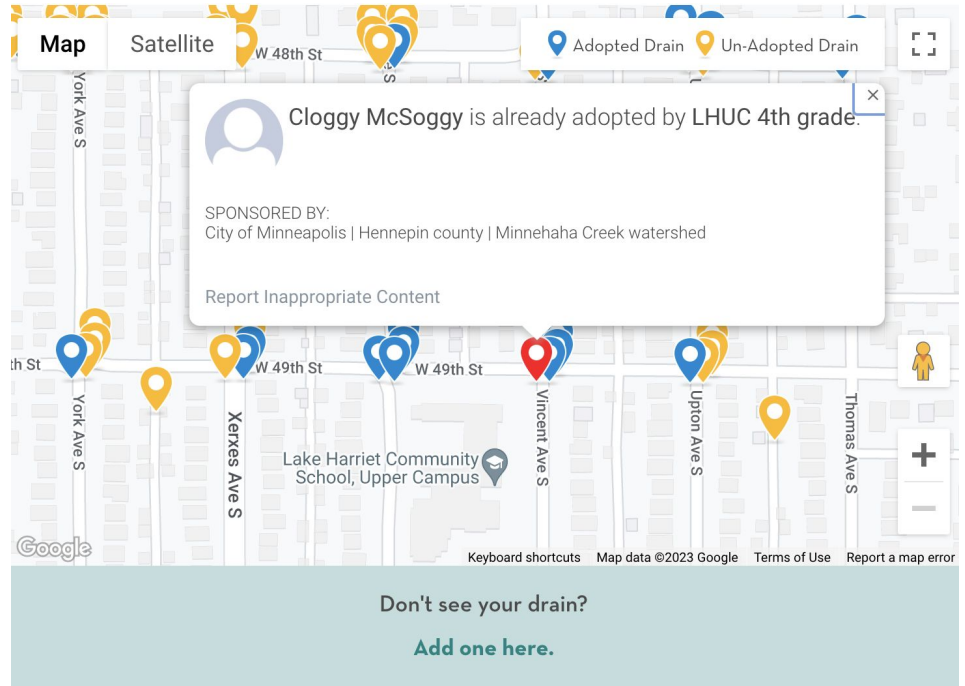 Map
Satellite
W 48th St
e S
Adopted Drain
Un-Adopted Drain
York Ave S
Cloggy McSoggy is already adopted by LHUC 4th grade.
SPONSORED BY:
City of Minneapolis | Hennepin county | Minnehaha Creek watershed
Report Inappropriate Content
th St
W 49th St
W 49th St
York Ave S
Xerxes Ave S
Vincent Ave S
Upton Ave S
Thomas Ave S
Lake Harriet Community
School, Upper Campus
Google
Keyboard shortcuts
Map data ©2023 Google
Terms of Use
Report a map error
Don't see your drain?
Add one here.